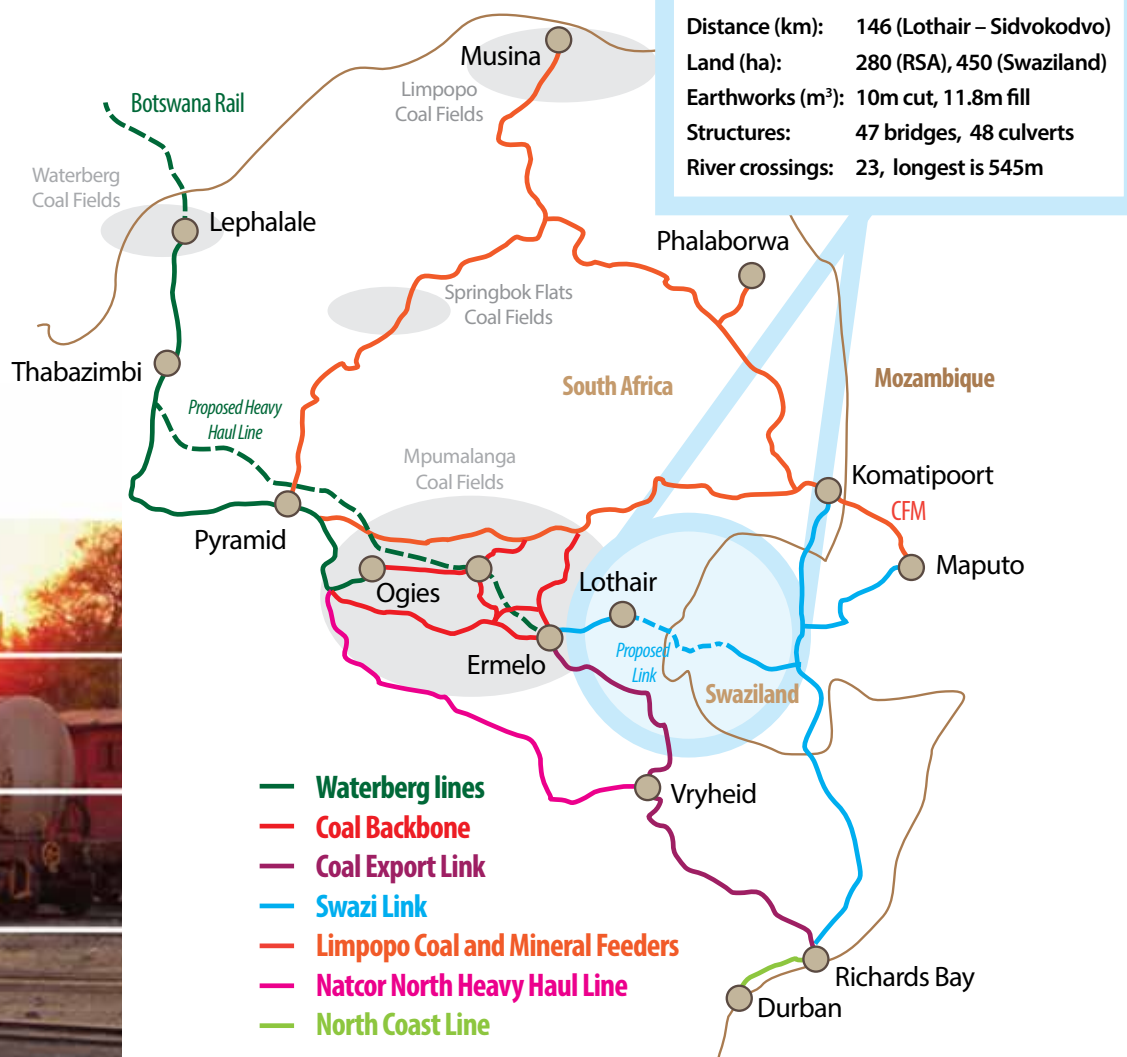 Distance (km): 146 (Lothair – Sidvokodvo)
Land (ha): 280 (RSA), 450 (Swaziland)
Earthworks (m³): 10m cut, 11.8m fill
Structures: 47 bridges, 48 culverts
River crossings: 23, longest is 545m
Musina
Limpopo
Coal Fields
Botswana Rail
Waterberg
Coal Fields
Lephalale
Phalaborwa
Springbok Flats
Coal Fields
Thabazimbi
South Africa
Mozambique
Proposed Heavy
Haul Line
Mpumalanga
Coal Fields
Komatipoort
CFM
Pyramid
Maputo
Ogies
Lothair
Ermelo
Proposed
Link
Swaziland
Vryheid
Waterberg lines
Coal Backbone
Coal Export Link
Swazi Link
Limpopo Coal and Mineral Feeders
Natcor North Heavy Haul Line
North Coast Line
Richards Bay
Durban